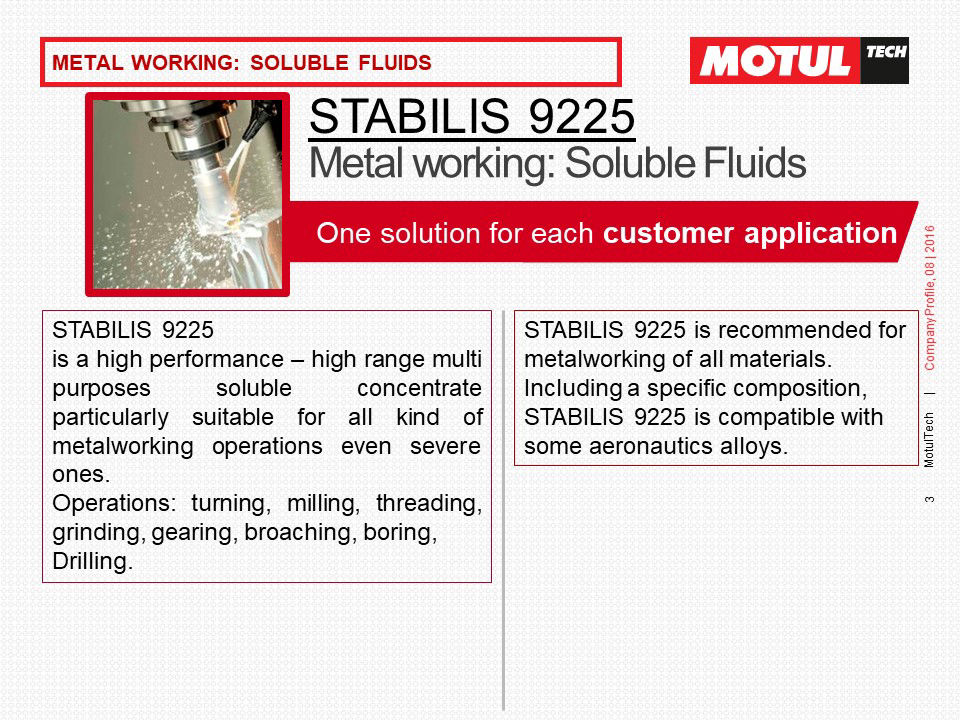 METAL WORKING: SOLUBLE FLUIDS
MOTUL TECH
STABILIS 9225
Metal working: Soluble Fluids
One solution for each customer application
STABILIS 9225
is a high performance – high range multi
purposes soluble concentrate
particularly suitable for all kind of
metalworking operations even severe
ones.
Operations: turning, milling, threading,
grinding, gearing, broaching, boring,
Drilling.
STABILIS 9225 is recommended for
metalworking of all materials.
Including a specific composition,
STABILIS 9225 is compatible with
some aeronautics alloys.
3 MotulTech | Company Profile, 08 | 2016